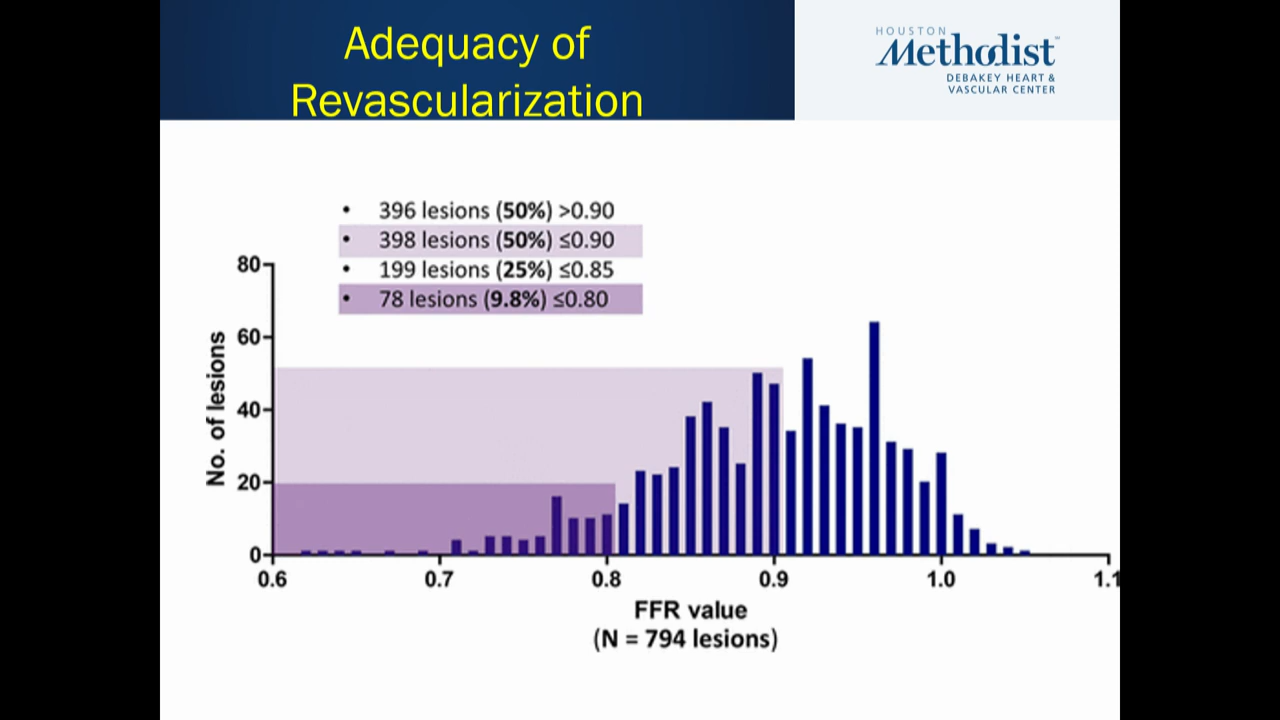 Adequacy of
Revascularization
HOUSTON
Methodist
DEBAKEY HEART &
VASCULAR CENTER
• 396 lesions (50%) >0.90
• 398 lesions (50%) ≤0.90
• 199 lesions (25%) ≤0.85
• 78 lesions (9.8%) ≤0.80
No. of lesions
80
60
40
20
0
0.6 0.7 0.8 0.9 1.0 1.1
FFR value
(N = 794 lesions)